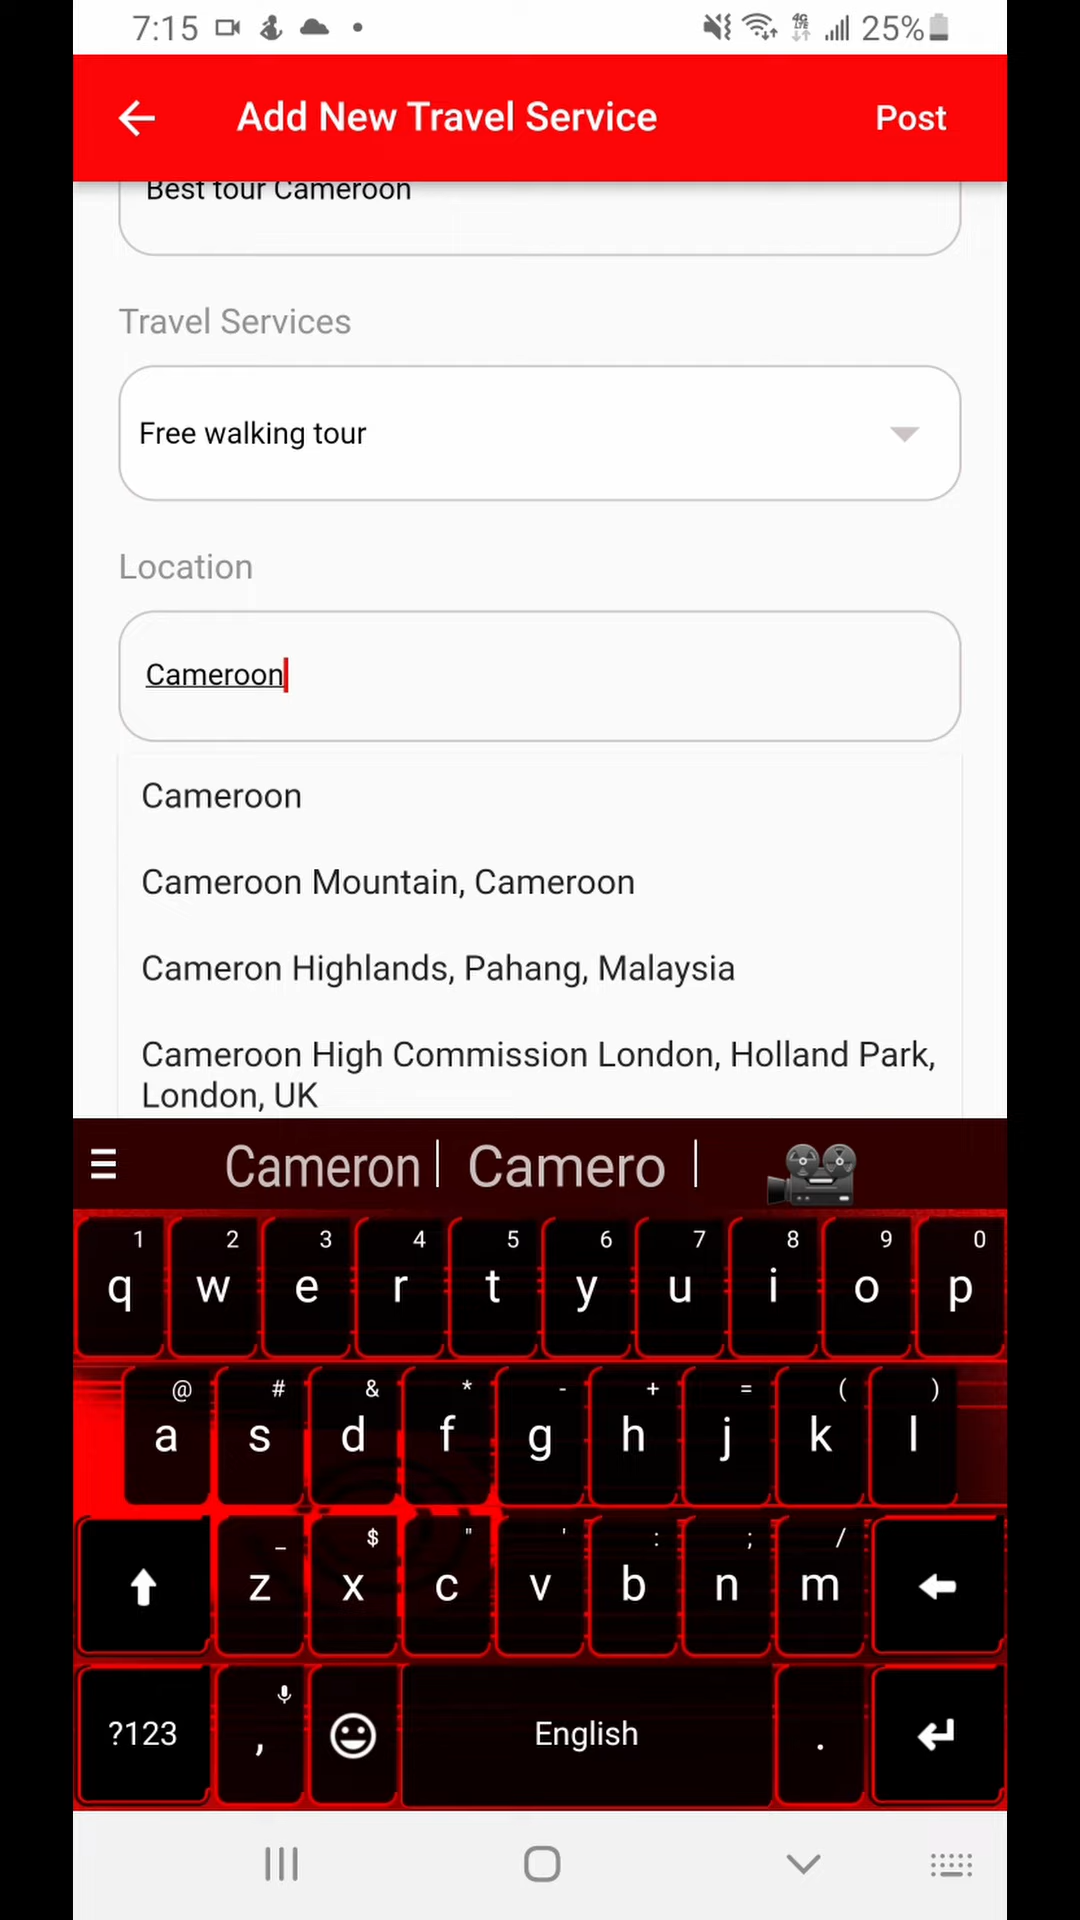 7:15
25%
Add New Travel Service
Post
Best tour Cameroon
Travel Services
Free walking tour
Location
Cameroon
Cameroon
Cameroon Mountain, Cameroon
Cameron Highlands, Pahang, Malaysia
Cameroon High Commission London, Holland Park,
London, UK
Cameron Camero
1 2 3 4 5 6 7 8 9 0
q w e r t y u i o p
@ # & * - + = ( )
a s d f g h j k l
_ $ " ' : ; /
z x c v b n m
?123 , English .